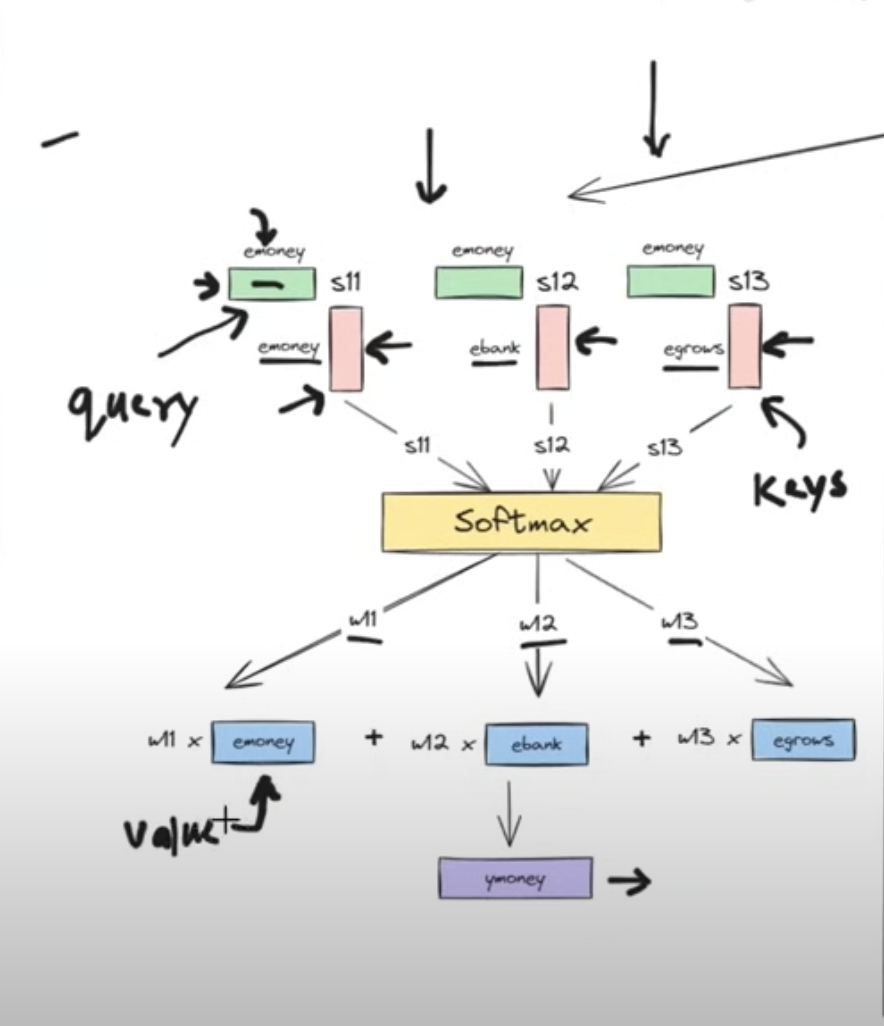 emoney emoney emoney
s11 s12 s13
emoney ebank egrows
query
s11 s12 s13
Keys
Softmax
w11 w12 w13
w11 x emoney + w12 x ebank + w13 x egrows
value
ymoney